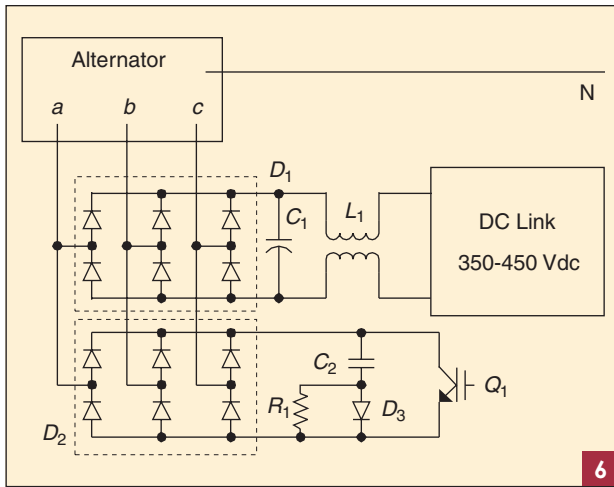 Alternator
N
a b c
D1
C1
L1
DC Link
350-450 Vdc
C2
Q1
R1
D3
D2
6